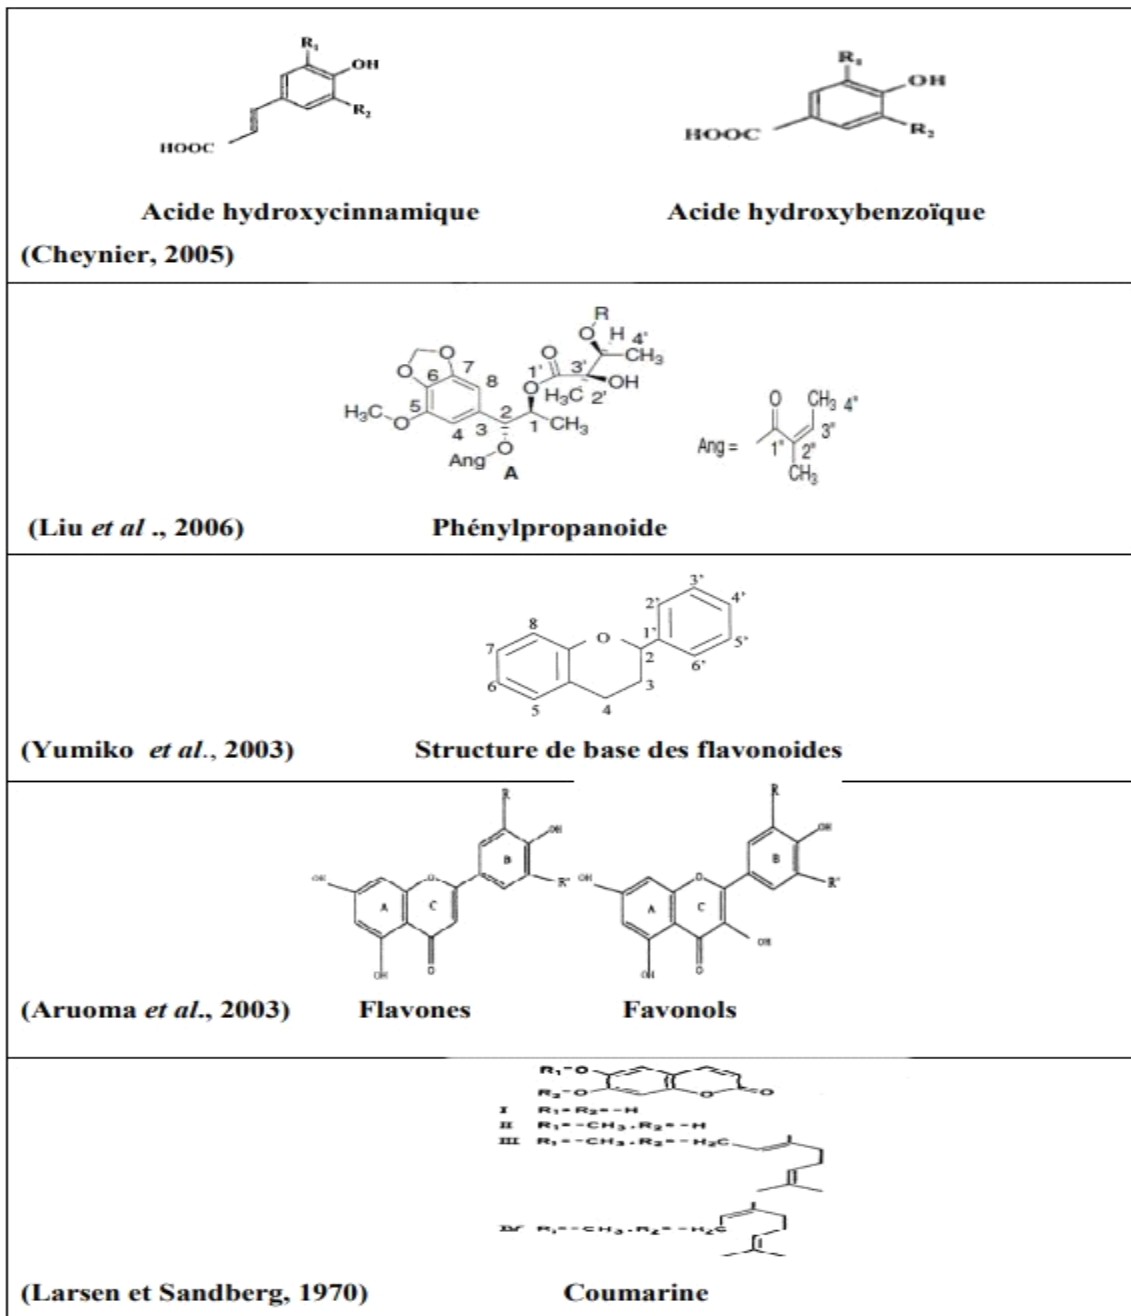 R₁
OH
R₂
HOOC
R₁
OH
R₂
HOOC
Acide hydroxycinnamique Acide hydroxybenzoïque
(Cheynier, 2005)
R
O H 4'
O CH₃
O 7 O 1' 3' OH
O 6 8 O H₃C 2'
H₃C O 5 2
4 3 1 CH₃
Ang O
A
O CH₃ 4"
Ang = 1" 2" 3"
CH₃
(Liu et al ., 2006) Phénylpropanoide
3'
2' 4'
8 O 1' 5'
7 2 6'
6 3
5 4
(Yumiko et al., 2003) Structure de base des flavonoides
R
OH
B
OH O R'
A C
OH O
R
OH
B
OH O R'
A C
OH
OH O
(Aruoma et al., 2003) Flavones Favonols
R₁-O
R₂-O O O
I R₁=R₂=-H
II R₁=-CH₃.R₂=-H
III R₁=-CH₃.R₂=-H₂C
IV R₁=-CH₃.R₂=-H₂C
(Larsen et Sandberg, 1970) Coumarine